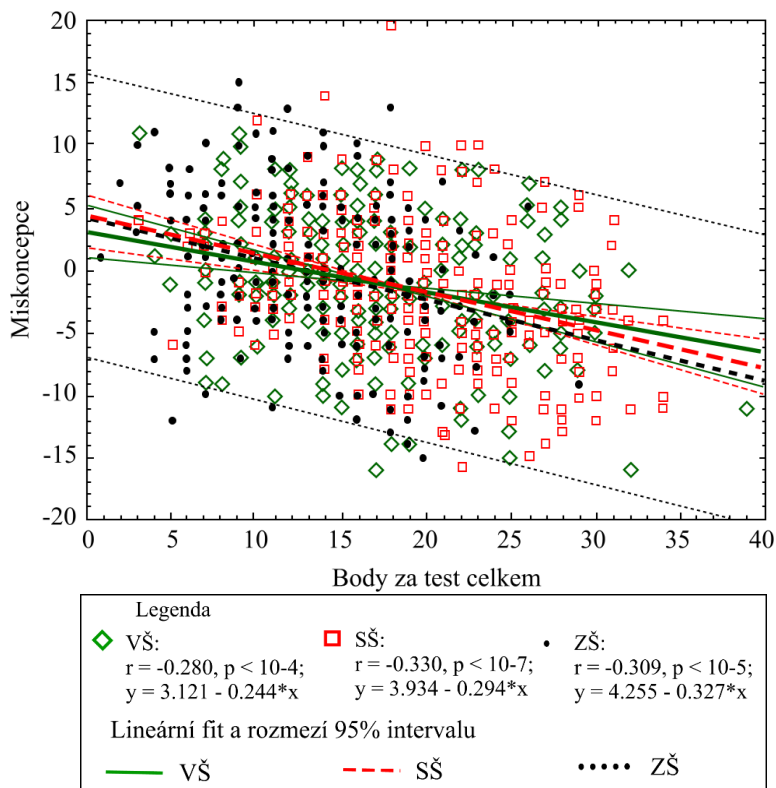 20
15
10
5
0
-5
-10
-15
-20
Miskoncepce
0 5 10 15 20 25 30 35 40
Body za test celkem
Legenda
VŠ: SŠ: ZŠ:
r = -0.280, p < 10-4; r = -0.330, p < 10-7; r = -0.309, p < 10-5;
y = 3.121 - 0.244*x y = 3.934 - 0.294*x y = 4.255 - 0.327*x
Lineární fit a rozmezí 95% intervalu
VŠ SŠ ZŠ